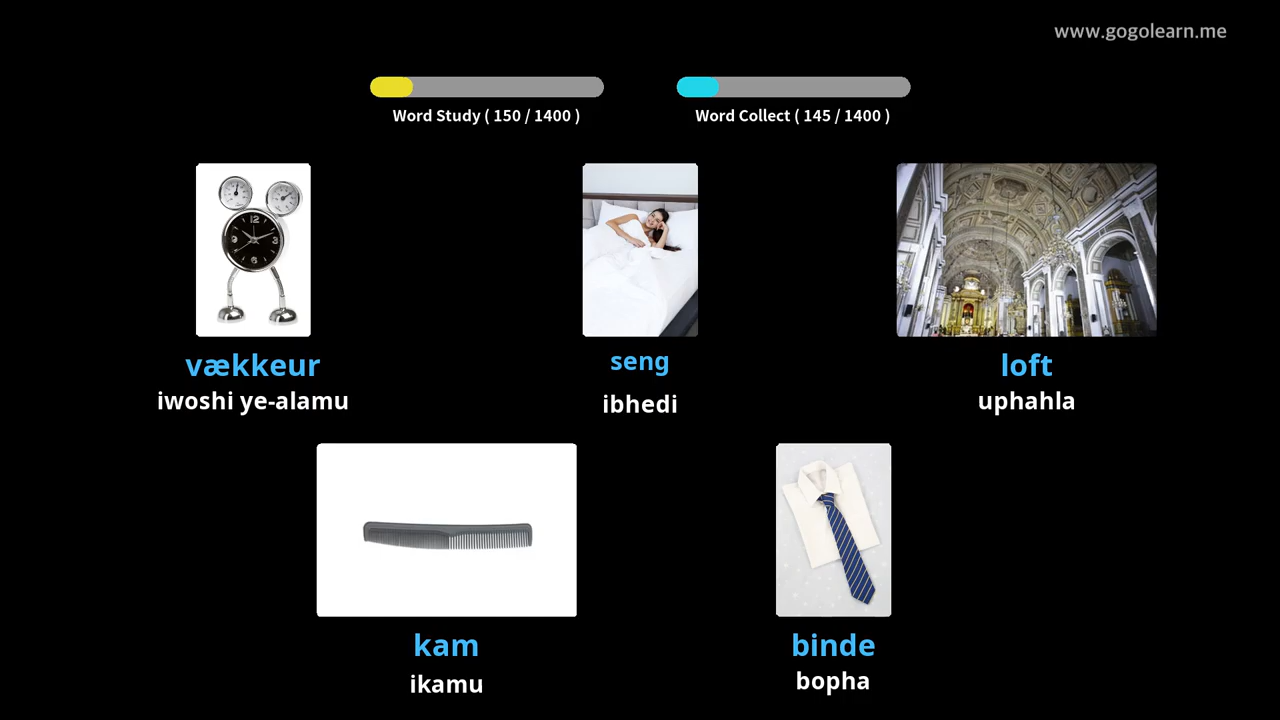 www.gogolearn.me
Word Study ( 150 / 1400 )
Word Collect ( 145 / 1400 )
vækkeur
iwoshi ye-alamu
seng
ibhedi
loft
uphahla
kam
ikamu
binde
bopha